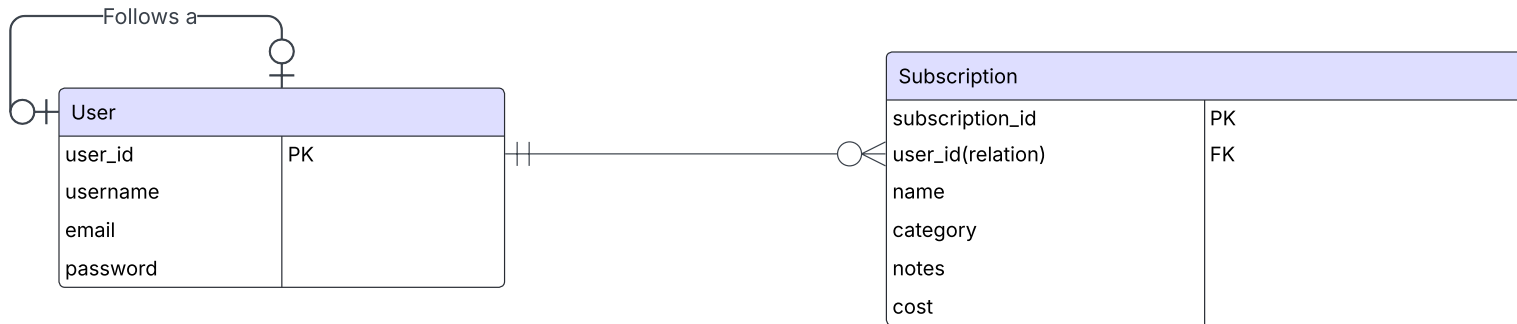 Follows a
User
user_id PK
username
email
password
Subscription
subscription_id PK
user_id(relation) FK
name
category
notes
cost